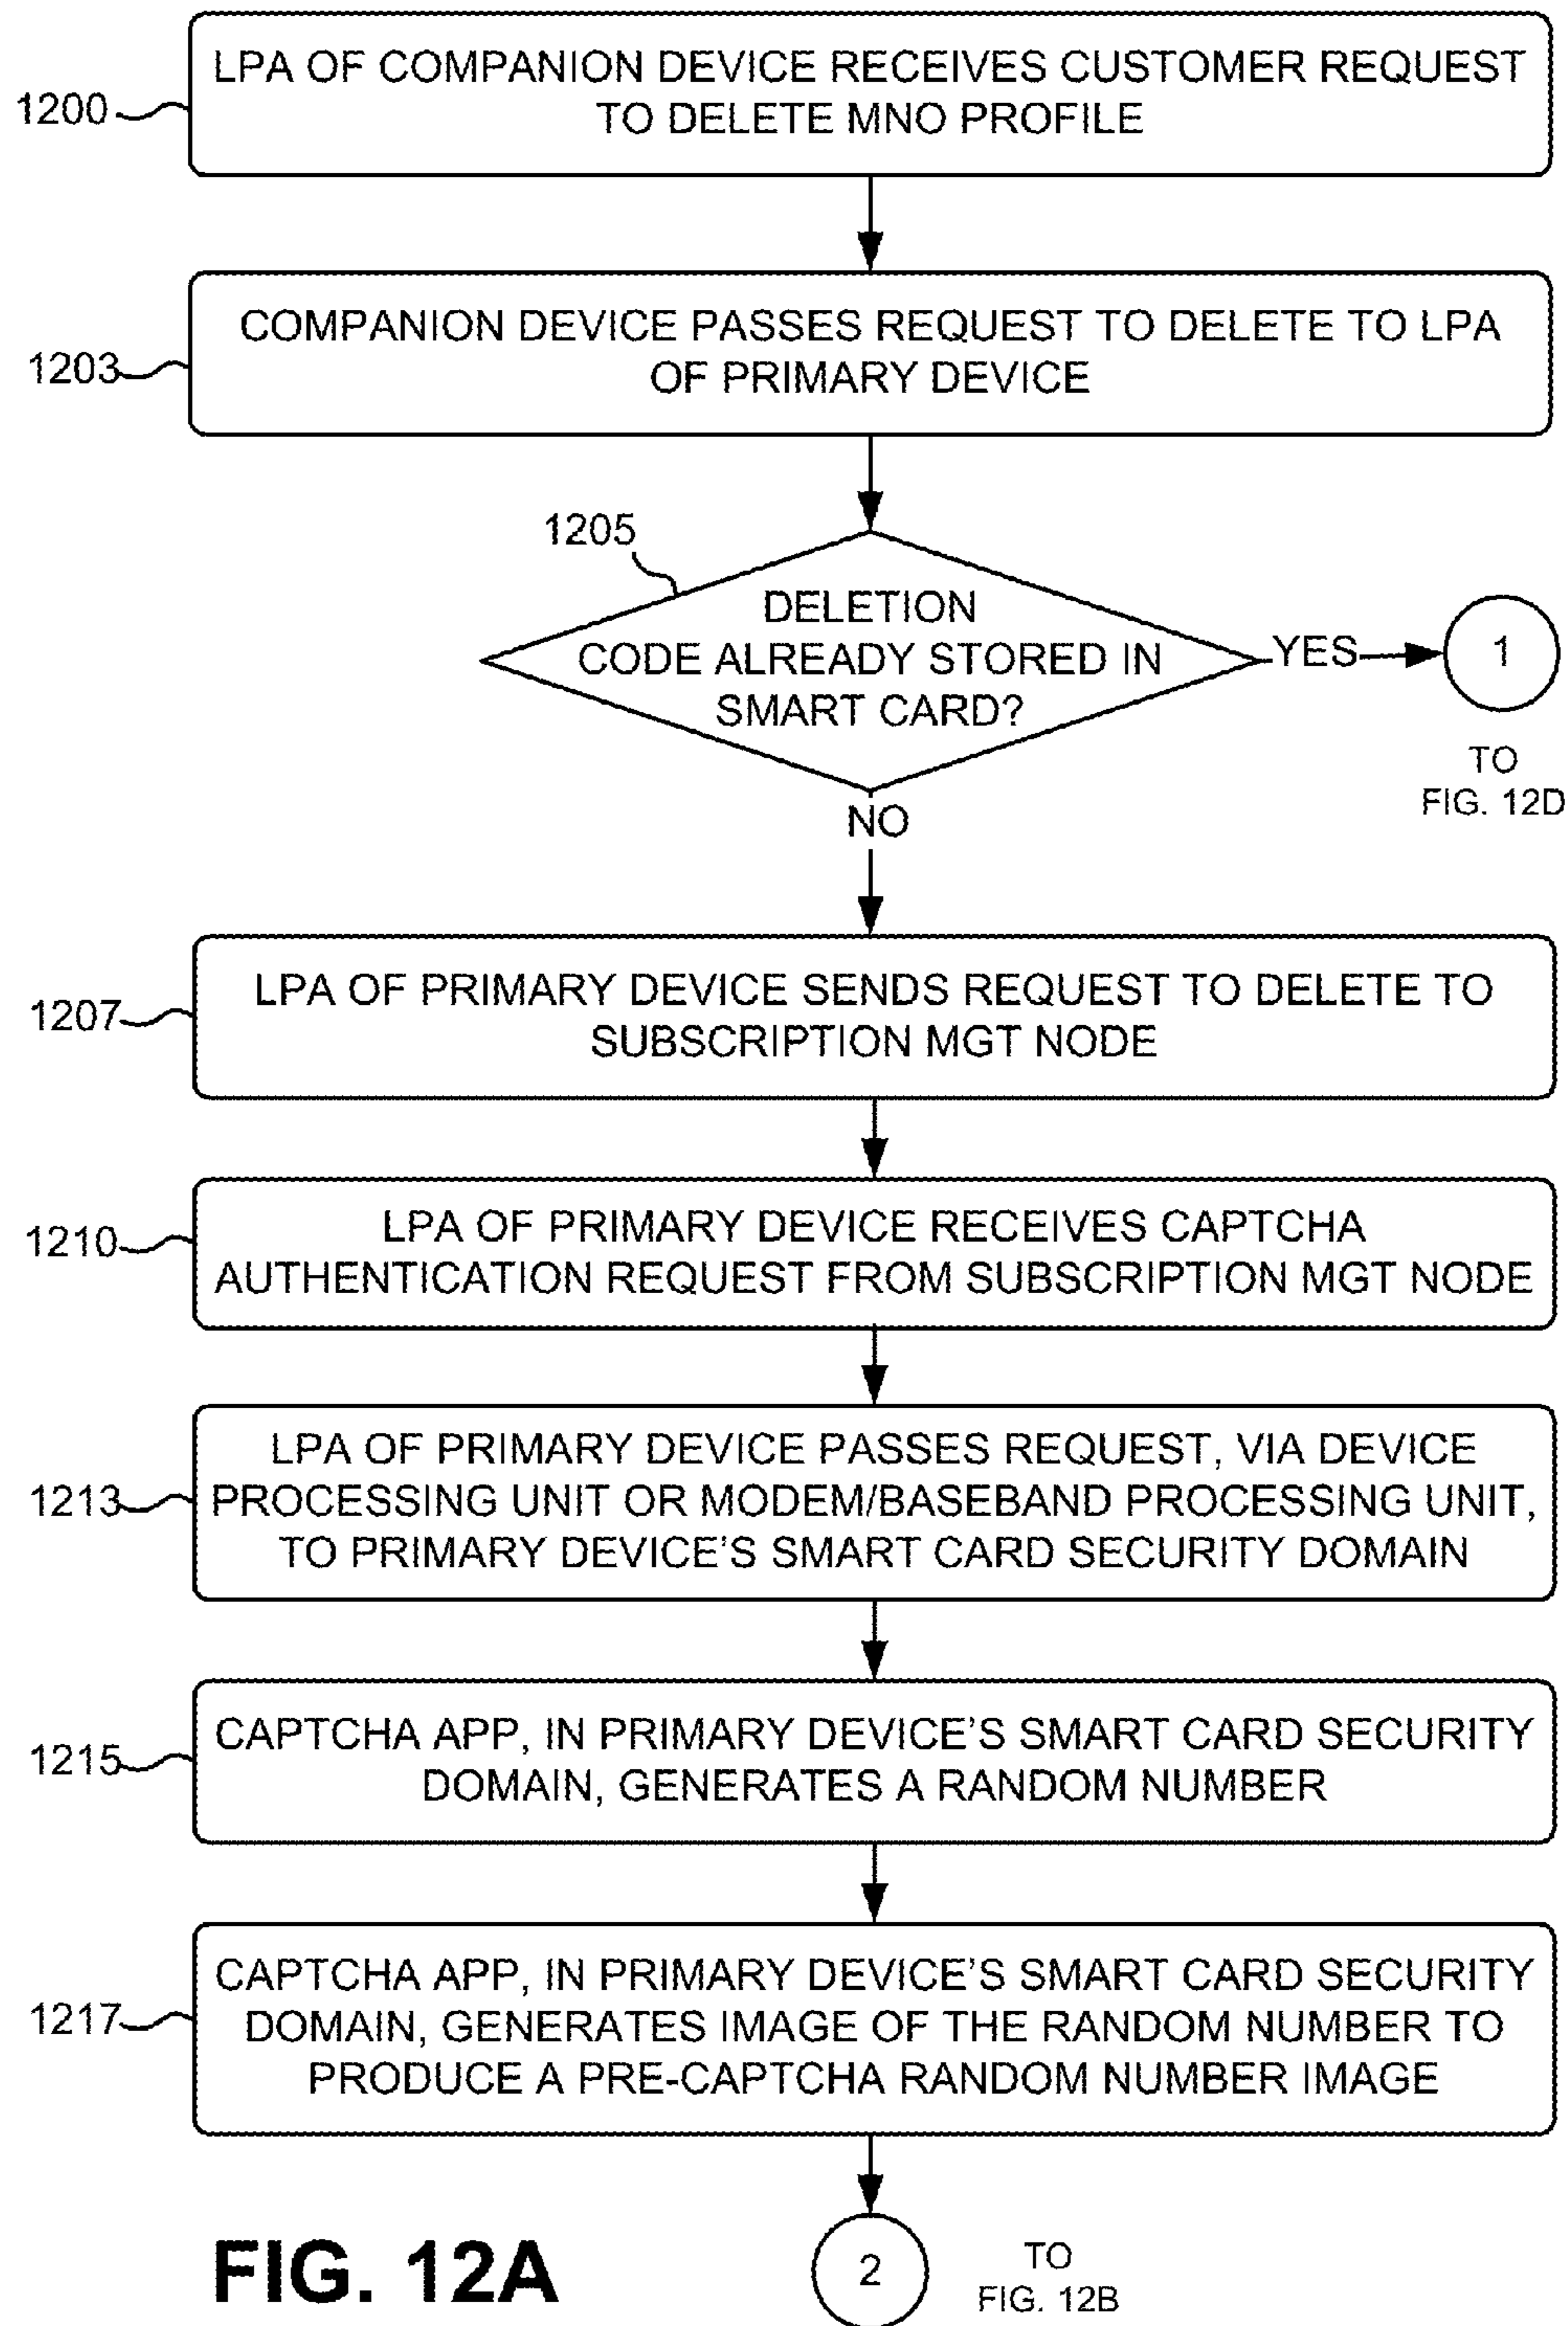 1200
LPA OF COMPANION DEVICE RECEIVES CUSTOMER REQUEST
TO DELETE MNO PROFILE
1203
COMPANION DEVICE PASSES REQUEST TO DELETE TO LPA
OF PRIMARY DEVICE
1205
DELETION
CODE ALREADY STORED IN
SMART CARD?
YES
1
TO
FIG. 12D
NO
1207
LPA OF PRIMARY DEVICE SENDS REQUEST TO DELETE TO
SUBSCRIPTION MGT NODE
1210
LPA OF PRIMARY DEVICE RECEIVES CAPTCHA
AUTHENTICATION REQUEST FROM SUBSCRIPTION MGT NODE
1213
LPA OF PRIMARY DEVICE PASSES REQUEST, VIA DEVICE
PROCESSING UNIT OR MODEM/BASEBAND PROCESSING UNIT,
TO PRIMARY DEVICE'S SMART CARD SECURITY DOMAIN
1215
CAPTCHA APP, IN PRIMARY DEVICE'S SMART CARD SECURITY
DOMAIN, GENERATES A RANDOM NUMBER
1217
CAPTCHA APP, IN PRIMARY DEVICE'S SMART CARD SECURITY
DOMAIN, GENERATES IMAGE OF THE RANDOM NUMBER TO
PRODUCE A PRE-CAPTCHA RANDOM NUMBER IMAGE
FIG. 12A
2
TO
FIG. 12B